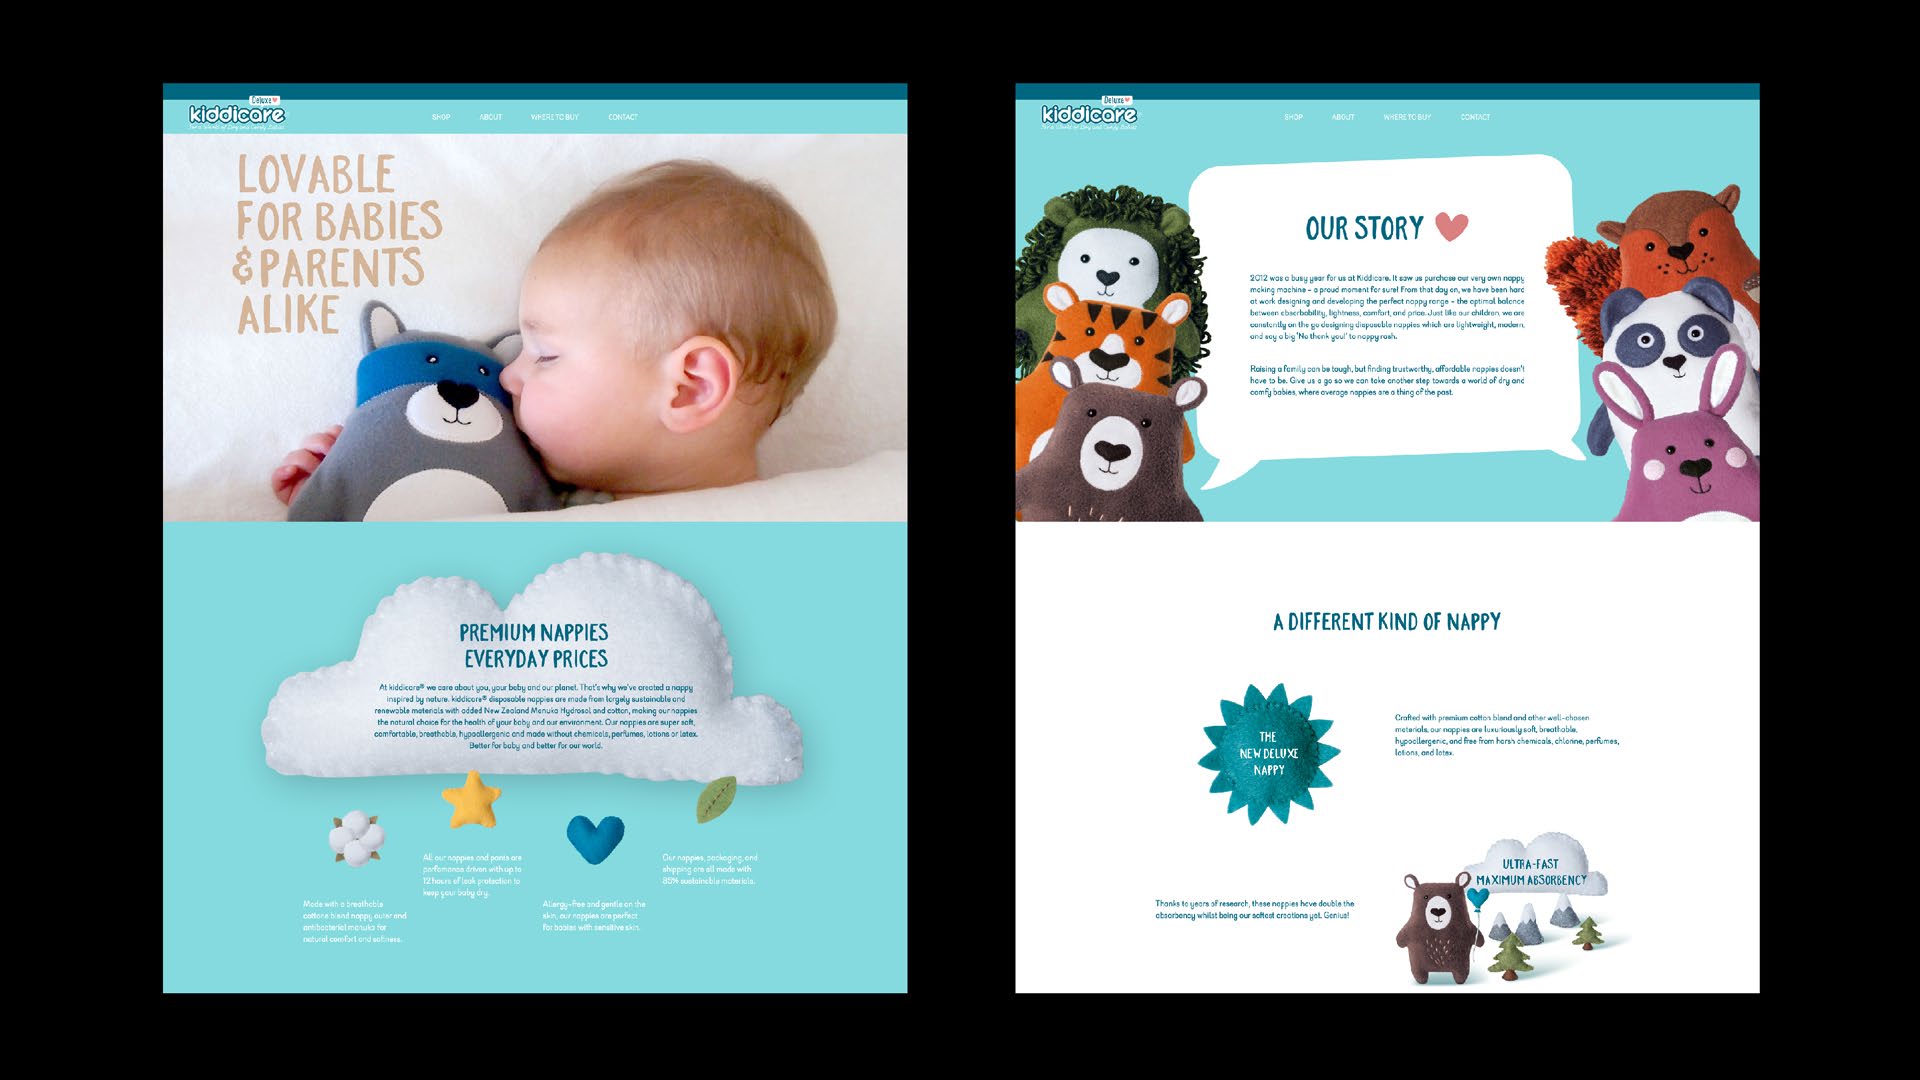 Deluxe
kiddicare
For a World of Dry and Comfy Babies
SHOP ABOUT WHERE TO BUY CONTACT
LOVABLE
FOR BABIES
& PARENTS
ALIKE
PREMIUM NAPPIES
EVERYDAY PRICES
At kiddicare® we care about you, your baby and our planet. That's why we've created a nappy
inspired by nature. kiddicare® disposable nappies are made from largely sustainable and
renewable materials with added New Zealand Manuka Hydrosol and cotton, making our nappies
the natural choice for the health of your baby and our environment. Our nappies are super soft,
comfortable, breathable, hypoallergenic and made without chemicals, perfumes, lotions or latex.
Better for baby and better for our world.
Made with a breathable
cottone blend nappy outer and
antibacterial manuka for
natural comfort and softness.
All our nappies and pants are
perfomance driven with up to
12 hours of leak protection to
keep your baby dry.
Allergy-free and gentle on the
skin, our nappies are perfect
for babies with sensitive skin.
Our nappies, packaging, and
shipping are all made with
85% sustainable materials.
Deluxe
kiddicare
For a World of Dry and Comfy Babies
SHOP ABOUT WHERE TO BUY CONTACT
OUR STORY
2012 was a busy year for us at Kiddicare. It saw us purchase our very own nappy
making machine – a proud moment for sure! From that day on, we have been hard
at work designing and developing the perfect nappy range – the optimal balance
between absorbability, lightness, comfort, and price. Just like our children, we are
constantly on the go designing disposable nappies which are lightweight, modern,
and say a big 'No thank you!' to nappy rash.
Raising a family can be tough, but finding trustworthy, affordable nappies doesn't
have to be. Give us a go so we can take another step towards a world of dry and
comfy babies, where average nappies are a thing of the past.
A DIFFERENT KIND OF NAPPY
THE
NEW DELUXE
NAPPY
Crafted with premium cotton blend and other well-chosen
materials, our nappies are luxuriously soft, breathable,
hypoallergenic, and free from harsh chemicals, chlorine, perfumes,
lotions, and latex.
Thanks to years of research, these nappies have double the
absorbency whilst being our softest creations yet. Genius!
ULTRA-FAST
MAXIMUM ABSORBENCY